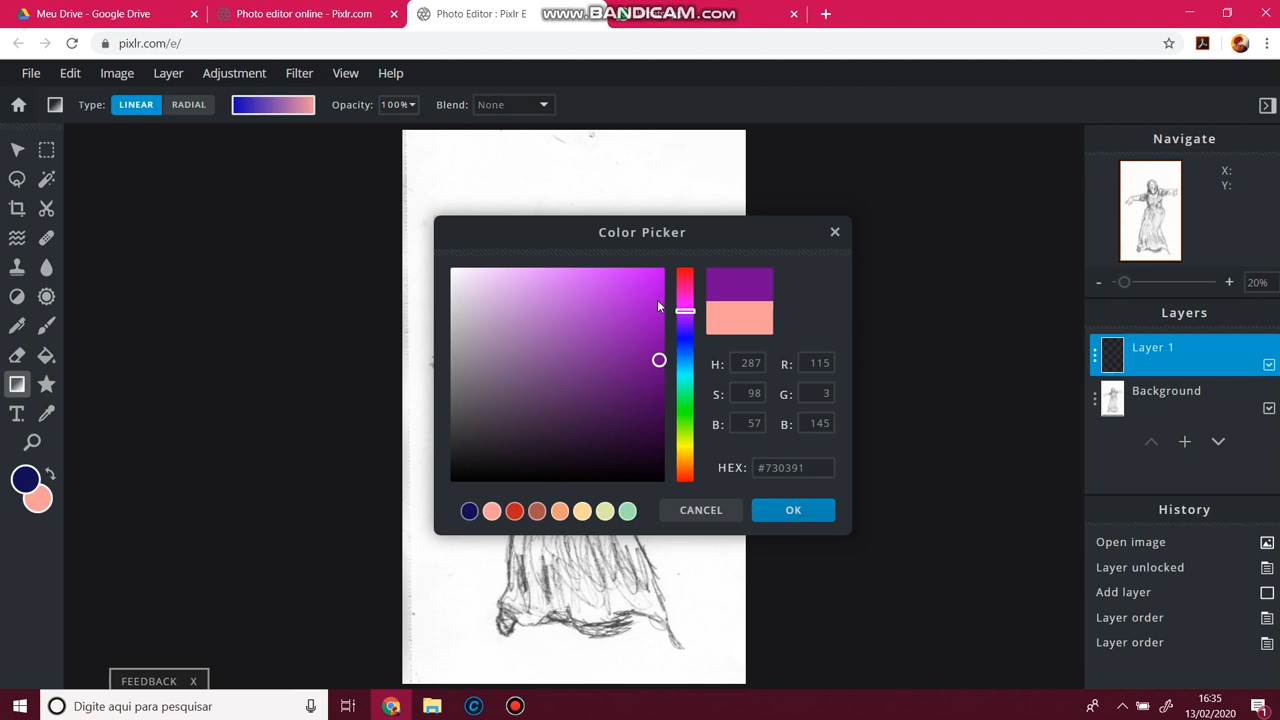 Meu Drive - Google Drive
Photo editor online - Pixlr.com
Photo Editor : Pixlr E
www.BANDICAM.com
pixlr.com/e/
File Edit Image Layer Adjustment Filter View Help
Type: LINEAR RADIAL Opacity: 100% Blend: None
Navigate
X:
Y:
- + 20%
Color Picker
H: 287 R: 115
S: 98 G: 3
B: 57 B: 145
HEX: #730391
CANCEL OK
Layers
Layer 1
Background
History
Open image
Layer unlocked
Add layer
Layer order
Layer order
FEEDBACK X
Digite aqui para pesquisar
16:35
13/02/2020
1